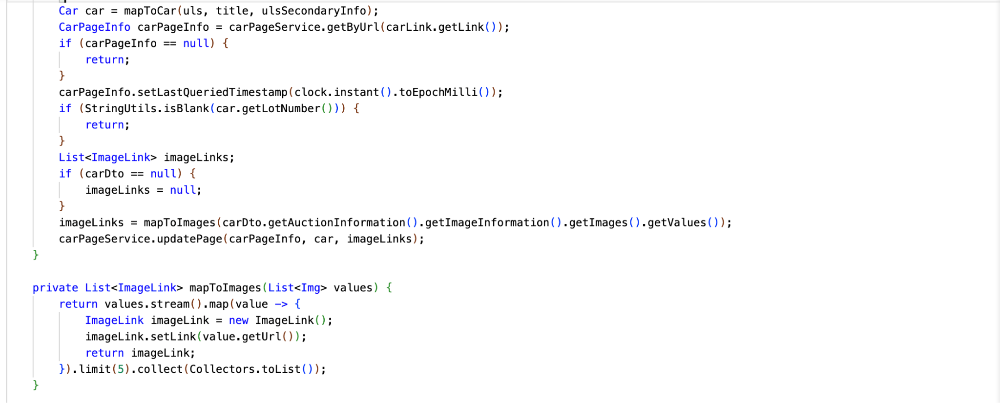 Car car = mapToCar(uls, title, ulsSecondaryInfo);
CarPageInfo carPageInfo = carPageService.getByUrl(carLink.getLink());
if (carPageInfo == null) {
return;
}
carPageInfo.setLastQueriedTimestamp(clock.instant().toEpochMilli());
if (StringUtils.isBlank(car.getLotNumber())) {
return;
}
List<ImageLink> imageLinks;
if (carDto == null) {
imageLinks = null;
}
imageLinks = mapToImages(carDto.getAuctionInformation().getImageInformation().getImages().getValues());
carPageService.updatePage(carPageInfo, car, imageLinks);
}
private List<ImageLink> mapToImages(List<Img> values) {
return values.stream().map(value -> {
ImageLink imageLink = new ImageLink();
imageLink.setLink(value.getUrl());
return imageLink;
}).limit(5).collect(Collectors.toList());
}